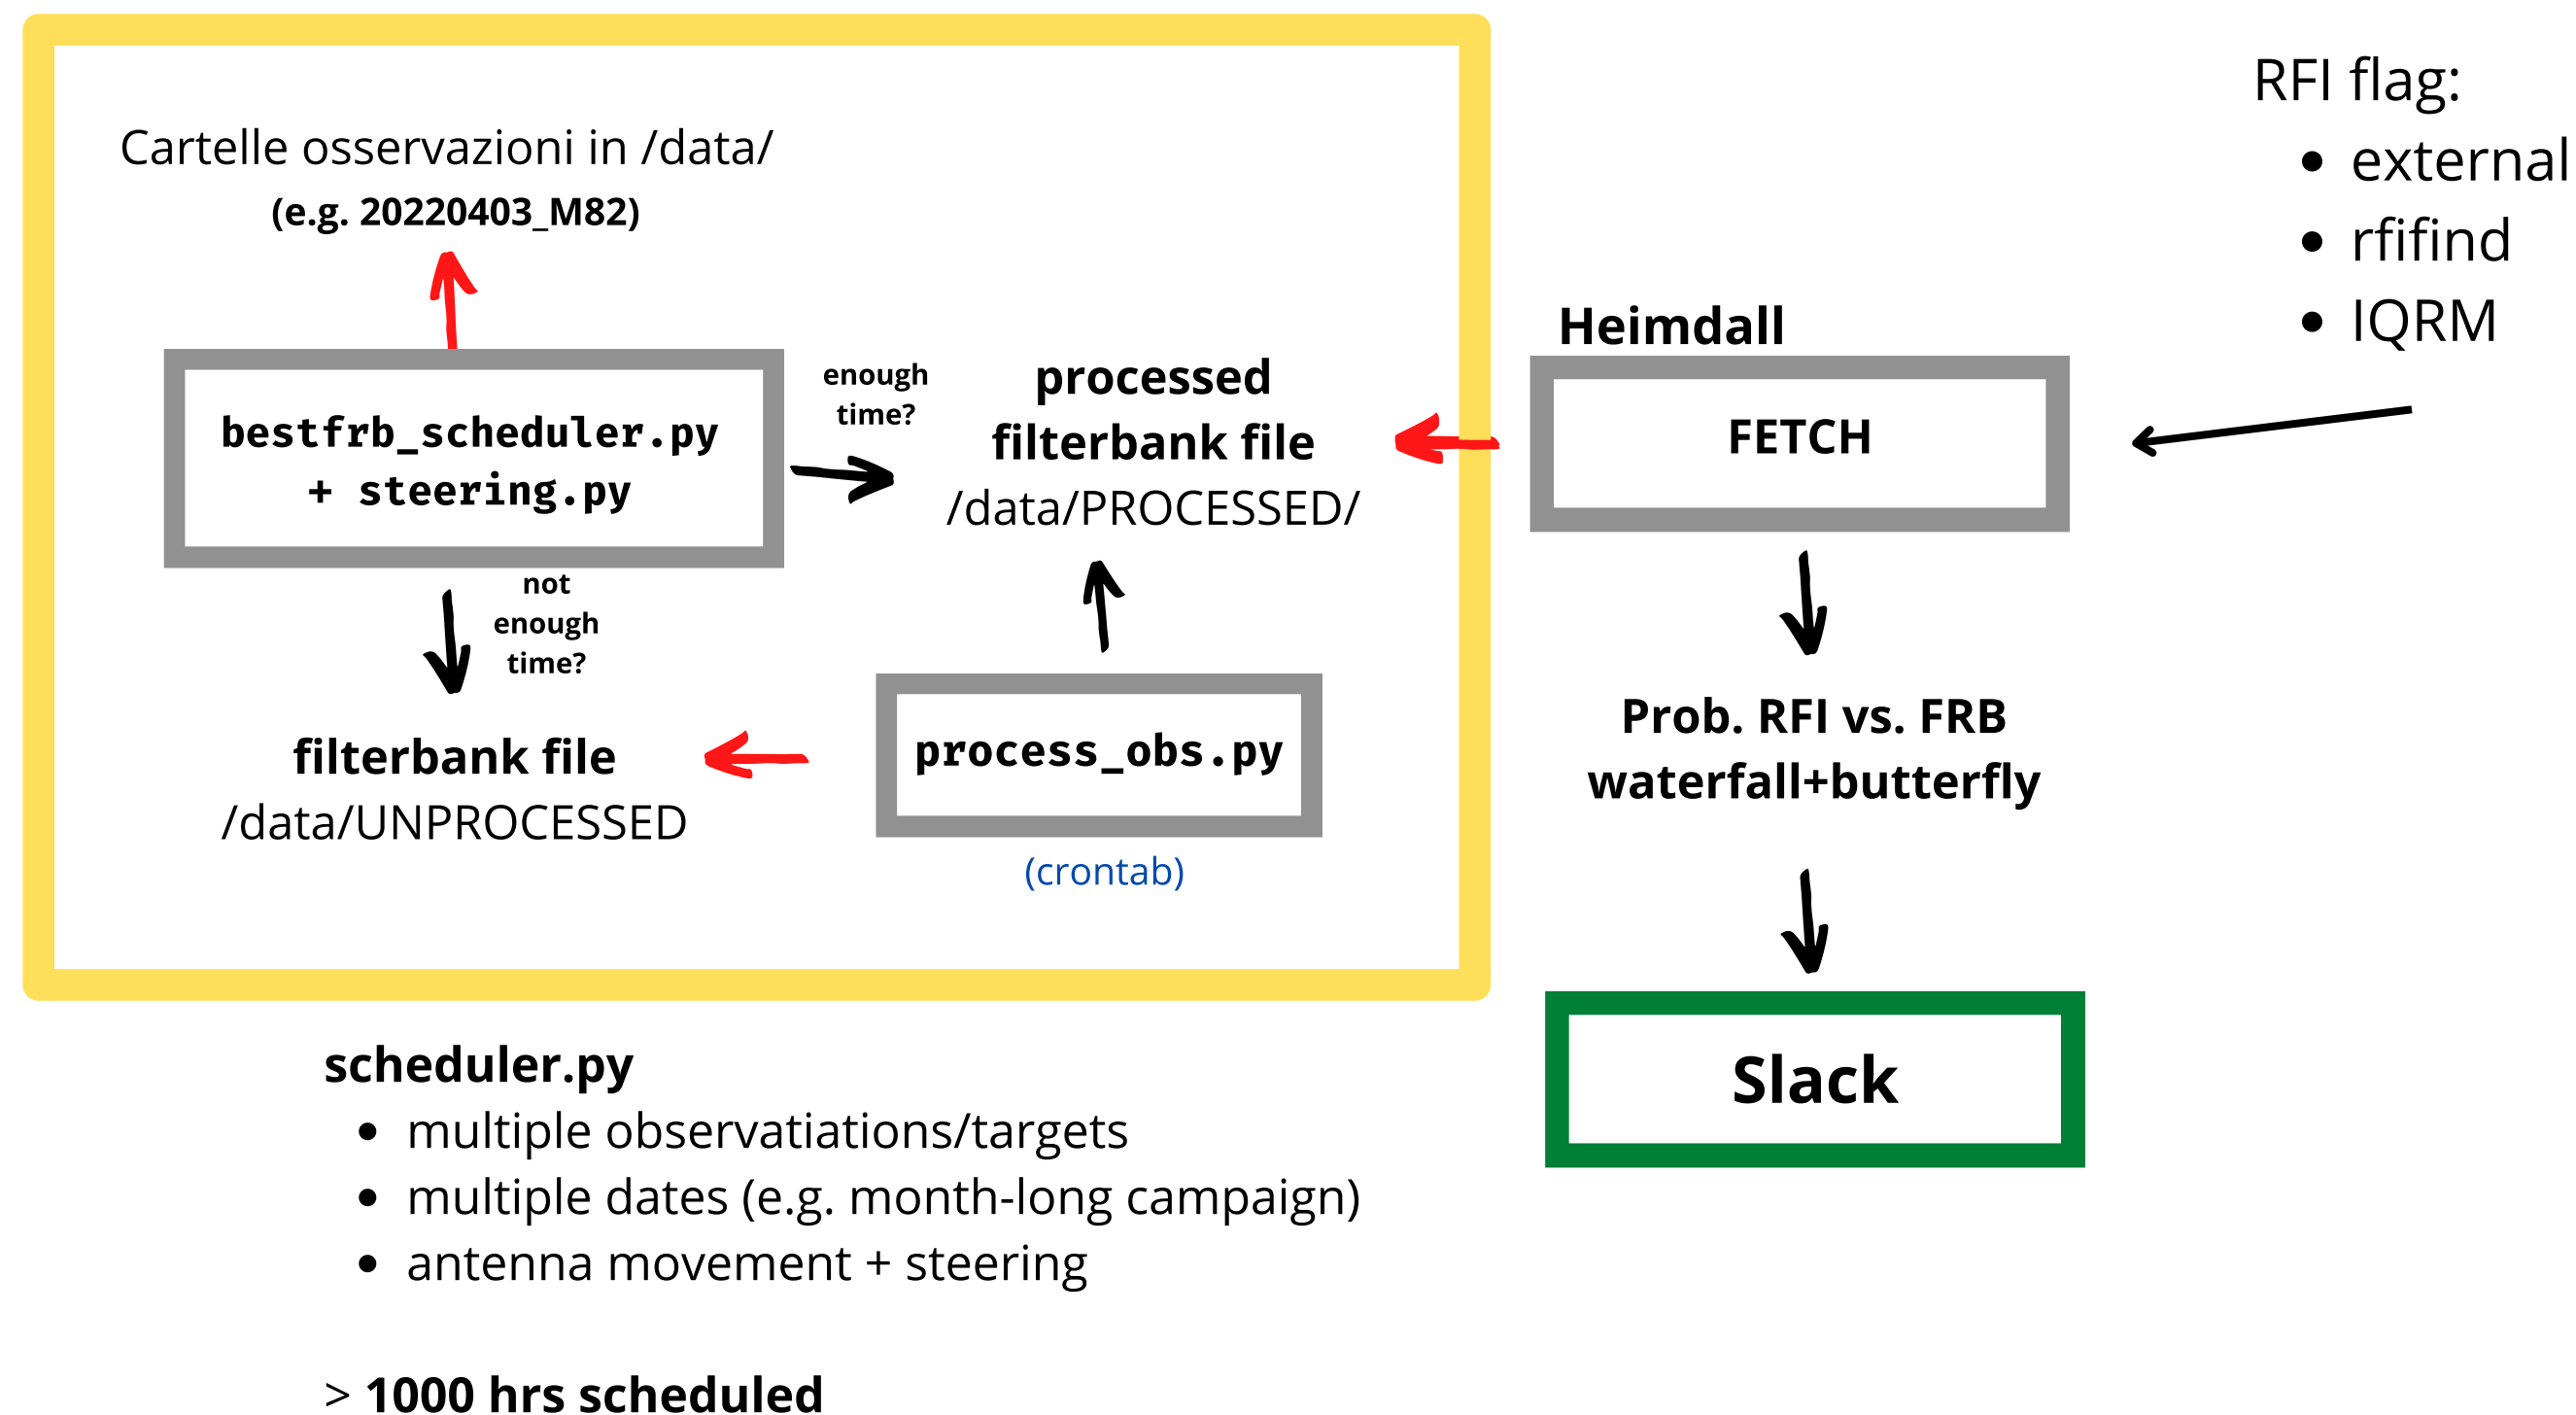 Cartelle osservazioni in /data/
(e.g. 20220403_M82)
bestfrb_scheduler.py
+ steering.py
enough
time?
processed
filterbank file
/data/PROCESSED/
not
enough
time?
filterbank file
/data/UNPROCESSED
process_obs.py
(crontab)
Heimdall
FETCH
RFI flag:
• external
• rfifind
• IQRM
Prob. RFI vs. FRB
waterfall+butterfly
Slack
scheduler.py
• multiple observatiations/targets
• multiple dates (e.g. month-long campaign)
• antenna movement + steering
> 1000 hrs scheduled